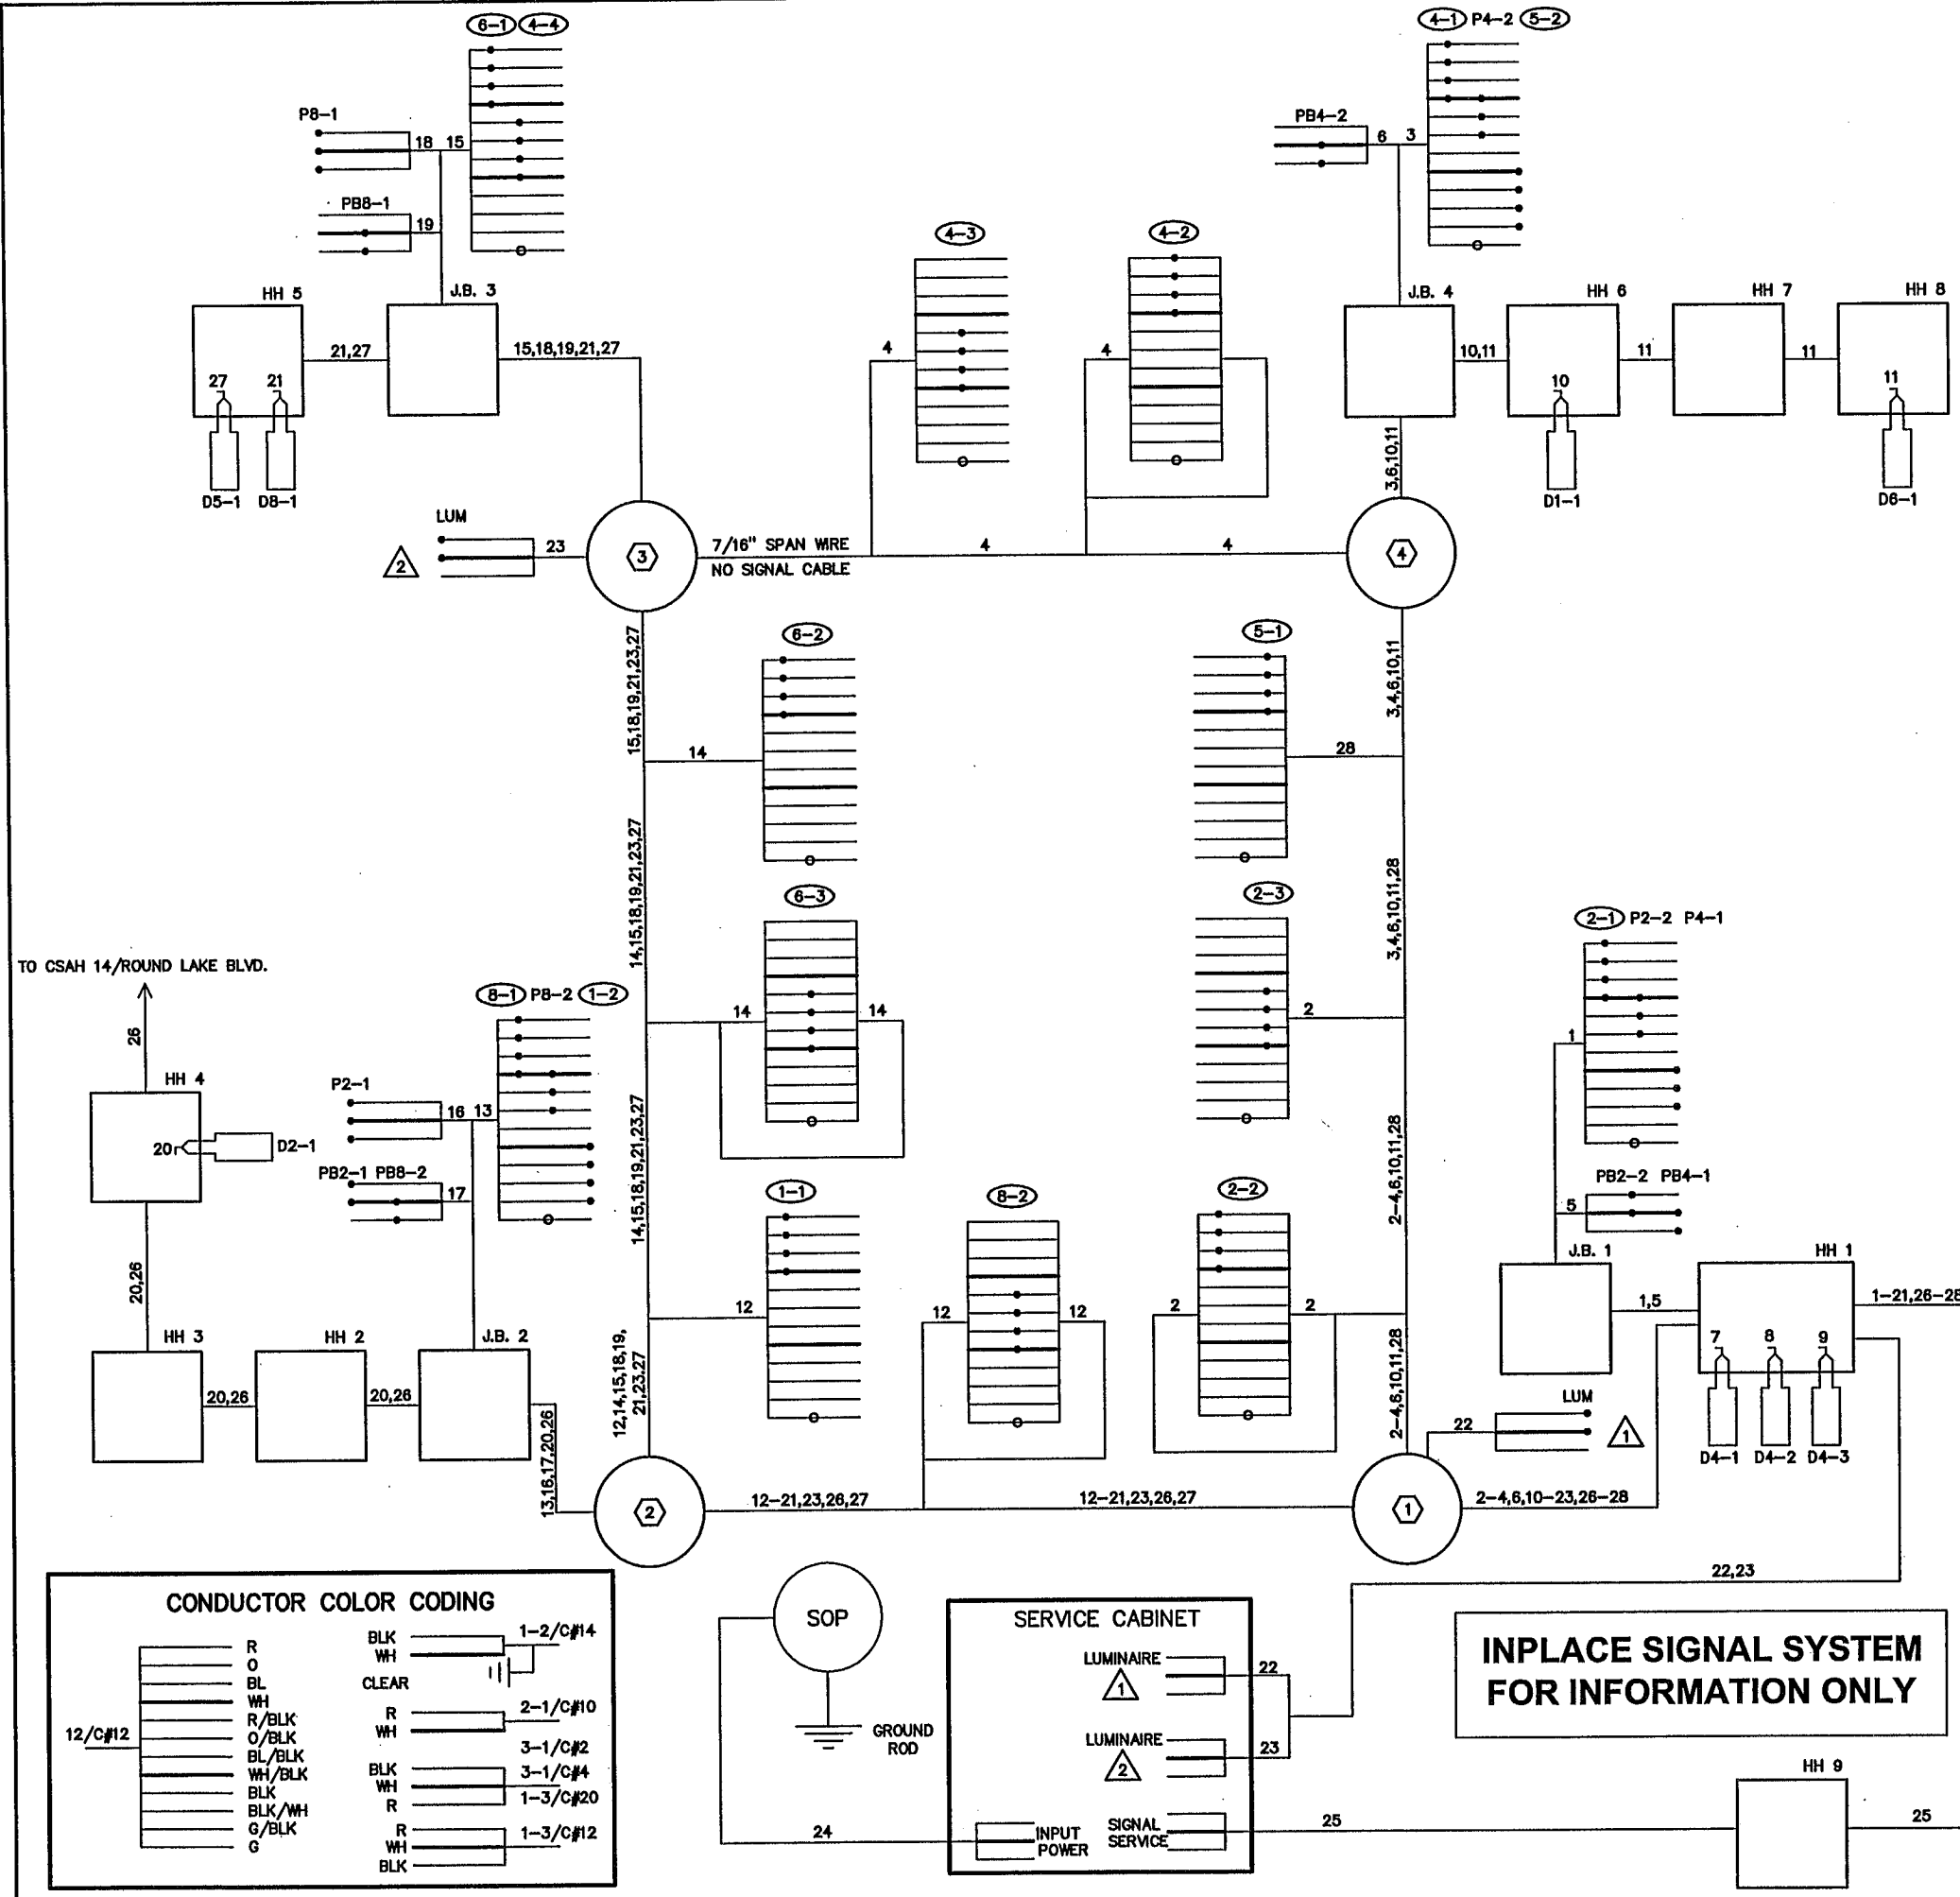 6-1 4-4
4-1 P4-2 5-2
P8-1
18 15
PB8-1
19
PB4-2
6 3
4-3
4-2
HH 5
J.B. 3
J.B. 4
HH 6
HH 7
HH 8
21,27
15,18,19,21,27
4
4
10,11
11
11
27 21
10
11
D5-1 D8-1
D1-1
D6-1
3,6,10,11
LUM
2
23
3
7/16" SPAN WIRE
NO SIGNAL CABLE
4
4
4
15,18,19,21,23,27
6-2
14
5-1
28
3,4,6,10,11
14,15,18,19,21,23,27
6-3
14
14
2-3
2
3,4,6,10,11,28
2-1 P2-2 P4-1
1
TO CSAH 14/ROUND LAKE BLVD.
26
HH 4
20
D2-1
8-1 P8-2 1-2
P2-1
16 13
PB2-1 PB8-2
17
14,15,18,19,21,23,27
1-1
12
8-2
12
12
2-2
2
2
2-4,6,10,11,28
PB2-2 PB4-1
5
J.B. 1
HH 1
1,5
1-21,26-28
7 8 9
D4-1 D4-2 D4-3
20,26
HH 3
HH 2
J.B. 2
20,26
20,26
13,16,17,20,26
12,14,15,18,19,
21,23,27
2-4,6,10,11,28
LUM
22
1
2
12-21,23,26,27
12-21,23,26,27
1
2-4,6,10-23,26-28
22,23
CONDUCTOR COLOR CODING
12/C#12
R
O
BL
WH
R/BLK
O/BLK
BL/BLK
WH/BLK
BLK
BLK/WH
G/BLK
G
BLK
WH
CLEAR
1-2/C#14
R
WH
2-1/C#10
BLK
WH
R
3-1/C#2
3-1/C#4
1-3/C#20
R
WH
BLK
1-3/C#12
SOP
GROUND
ROD
24
SERVICE CABINET
LUMINAIRE
1
22
LUMINAIRE
2
23
INPUT
POWER
SIGNAL
SERVICE
25
INPLACE SIGNAL SYSTEM
FOR INFORMATION ONLY
HH 9
25